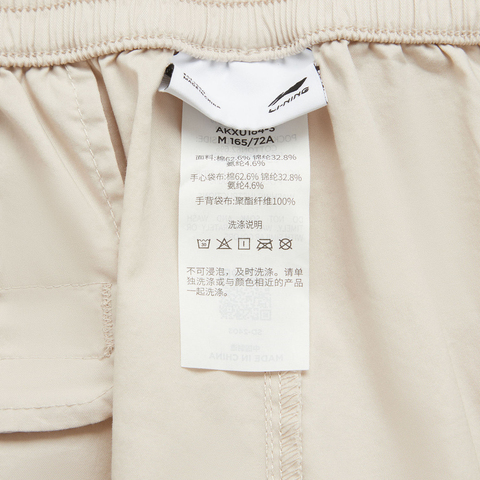 LI-NING
AKXU164-3
M 165/72A
面料:棉62.6% 锦纶32.8%
氨纶4.6%
手心袋布:棉62.6% 锦纶32.8%
氨纶4.6%
手背袋布:聚酯纤维100%
洗涤说明
不可浸泡，及时洗涤。请单
独洗涤或与颜色相近的产品
一起洗涤。
MADE IN CHINA